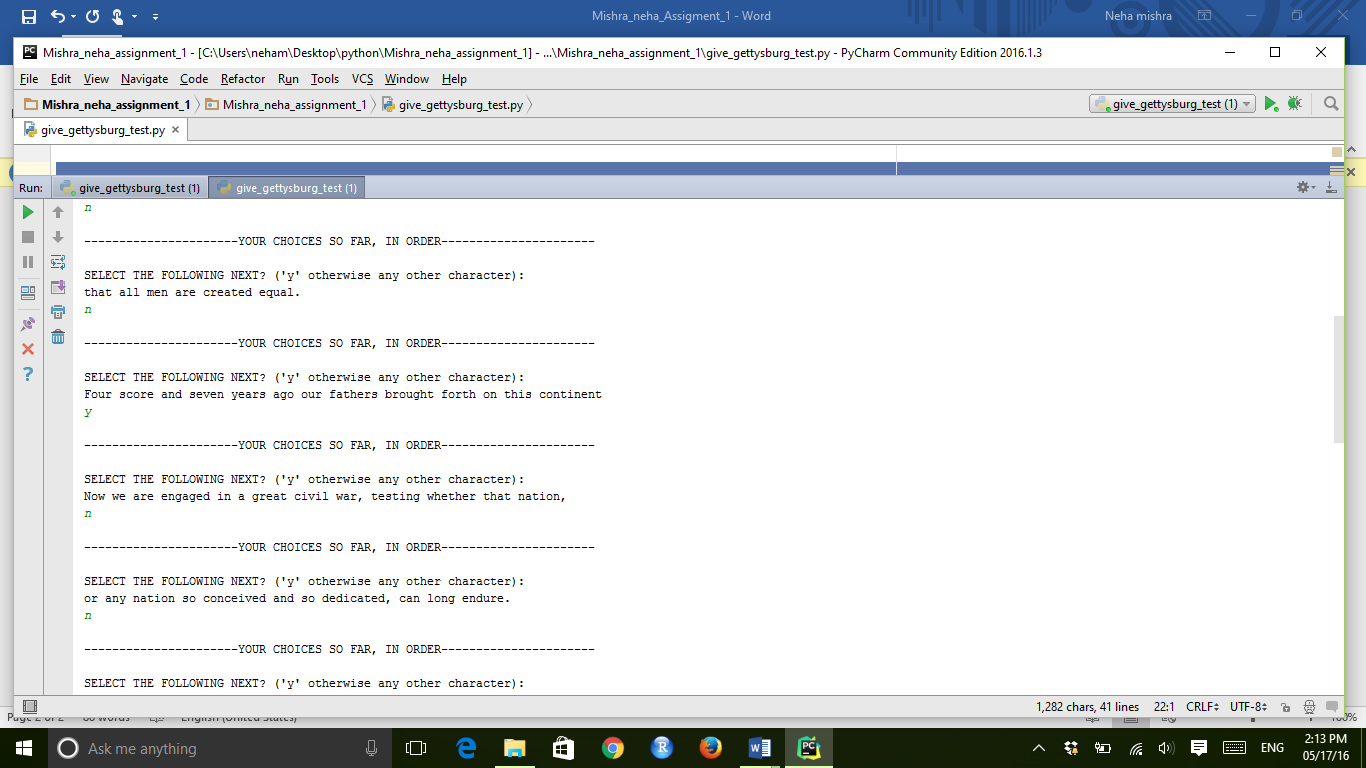 Mishra_neha_Assigment_1 - Word
Neha mishra
Mishra_neha_assignment_1 - [C:\Users\neham\Desktop\python\Mishra_neha_assignment_1] - ...\Mishra_neha_assignment_1\give_gettysburg_test.py - PyCharm Community Edition 2016.1.3
File Edit View Navigate Code Refactor Run Tools VCS Window Help
Mishra_neha_assignment_1 Mishra_neha_assignment_1 give_gettysburg_test.py
give_gettysburg_test (1)
give_gettysburg_test.py
Run: give_gettysburg_test (1) give_gettysburg_test (1)
n
----------------------YOUR CHOICES SO FAR, IN ORDER----------------------
SELECT THE FOLLOWING NEXT? ('y' otherwise any other character):
that all men are created equal.
n
----------------------YOUR CHOICES SO FAR, IN ORDER----------------------
SELECT THE FOLLOWING NEXT? ('y' otherwise any other character):
Four score and seven years ago our fathers brought forth on this continent
y
----------------------YOUR CHOICES SO FAR, IN ORDER----------------------
SELECT THE FOLLOWING NEXT? ('y' otherwise any other character):
Now we are engaged in a great civil war, testing whether that nation,
n
----------------------YOUR CHOICES SO FAR, IN ORDER----------------------
SELECT THE FOLLOWING NEXT? ('y' otherwise any other character):
or any nation so conceived and so dedicated, can long endure.
n
----------------------YOUR CHOICES SO FAR, IN ORDER----------------------
SELECT THE FOLLOWING NEXT? ('y' otherwise any other character):
1,282 chars, 41 lines 22:1 CRLF UTF-8
Page 2 of 2 words English (United States)
Ask me anything
ENG
2:13 PM
05/17/16